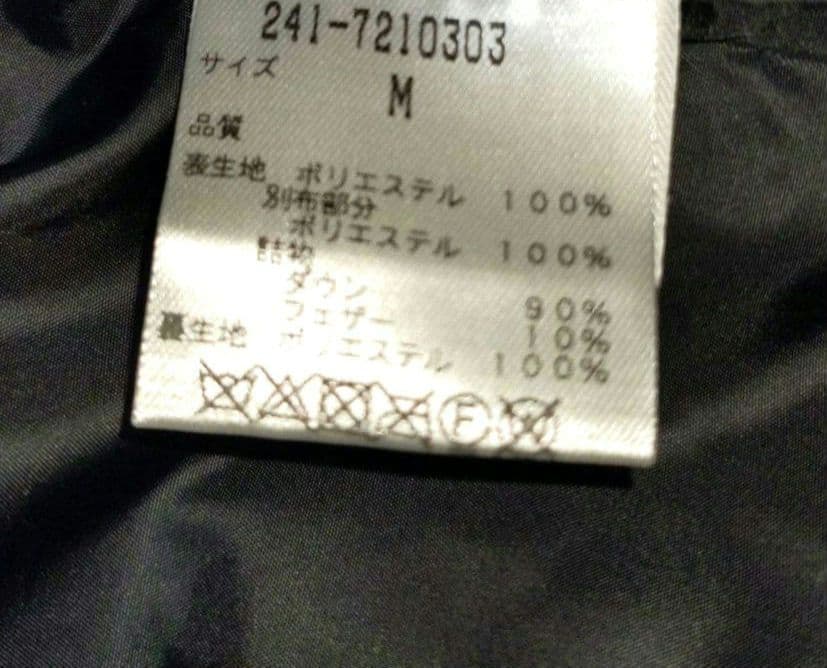 241-7210303
サイズ
M
品質
表生地 ポリエステル 100%
別布部分
ポリエステル 100%
詰物
ダウン 90%
フェザー 10%
裏生地 ポリエステル 100%
F